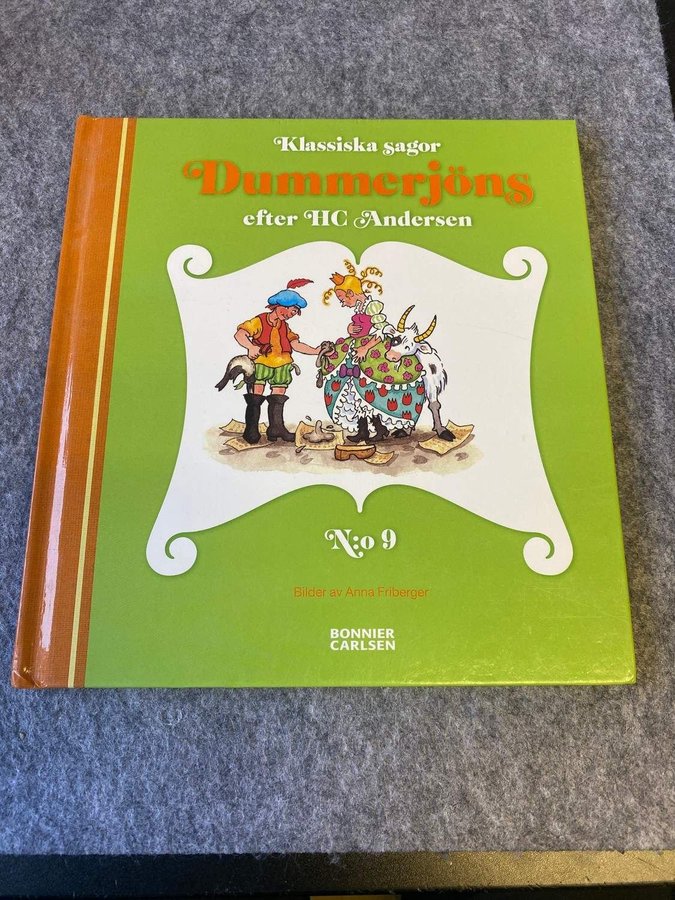 Klassiska sagor
Dummerjöns
efter HC Andersen
N:o 9
Bilder av Anna Friberger
BONNIER
CARLSEN